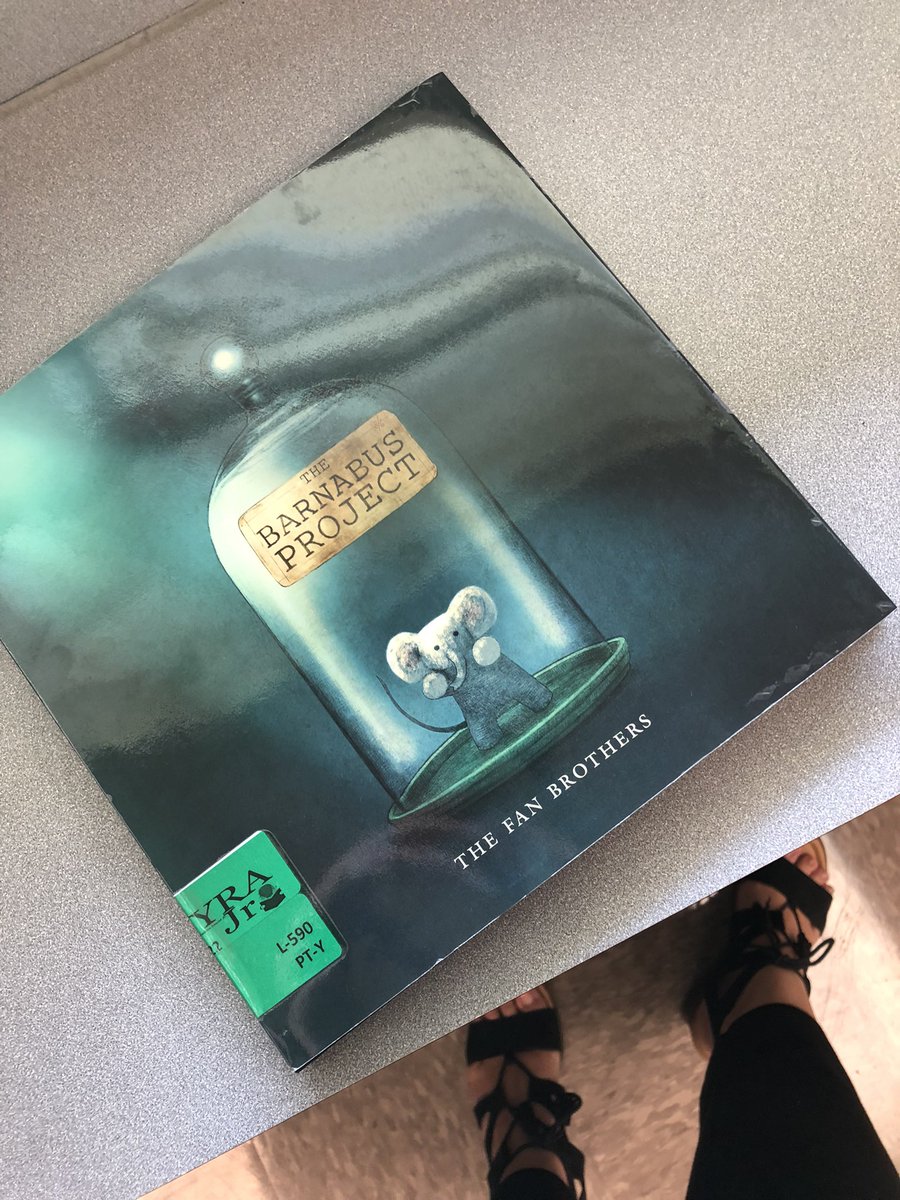 THE
BARNABUS
PROJECT
THE FAN BROTHERS
YRA
Jr
L-590
PT-Y